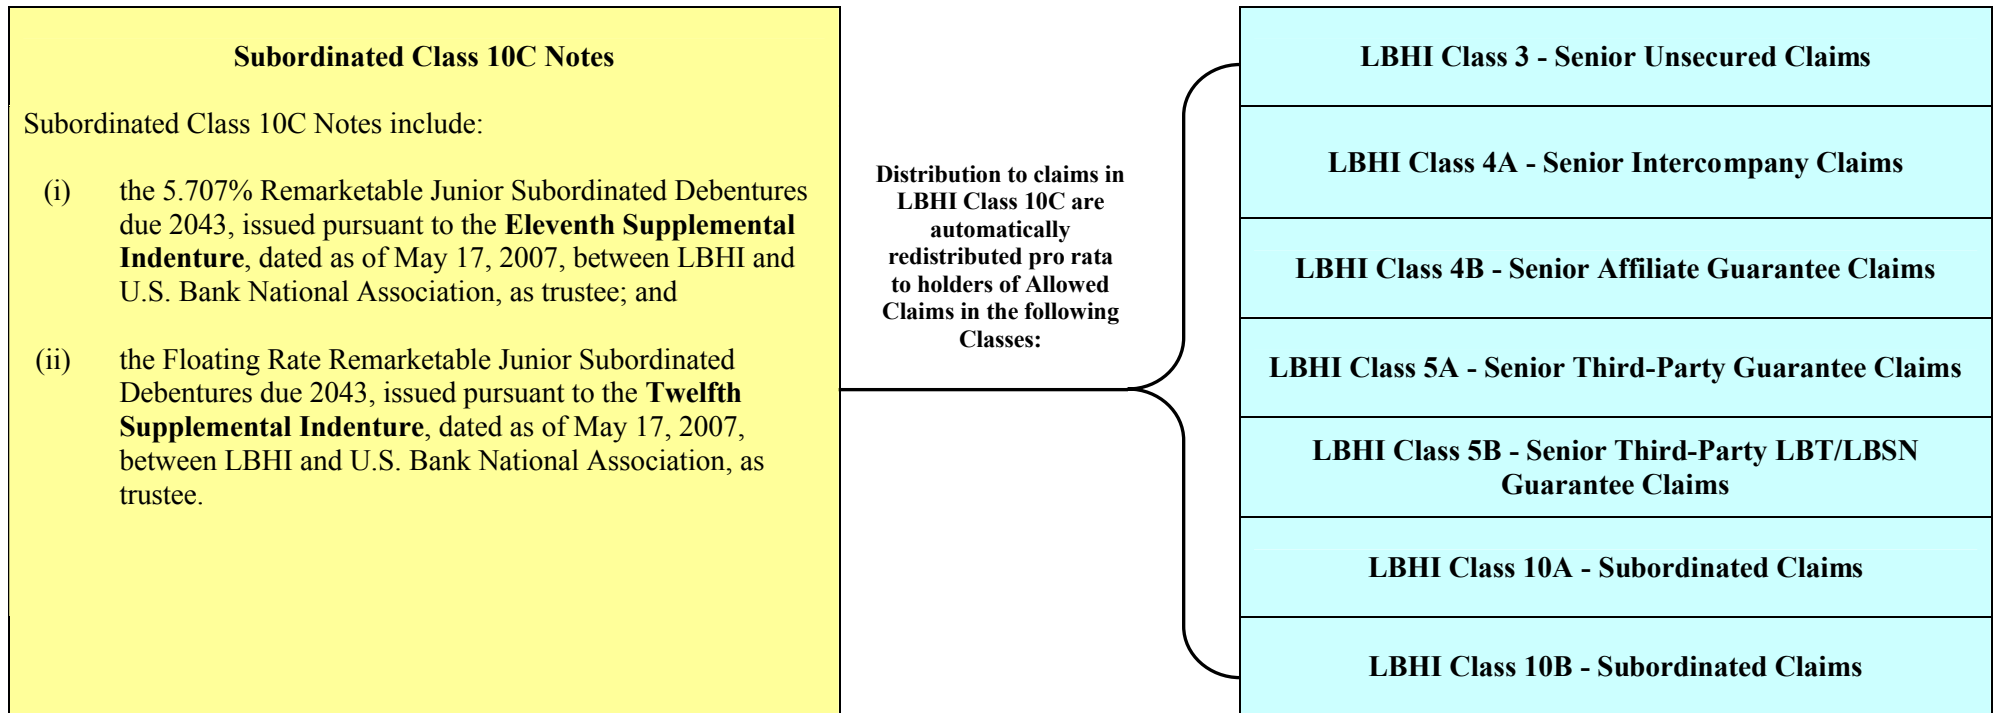 Subordinated Class 10C Notes
Subordinated Class 10C Notes include:
(i) the 5.707% Remarketable Junior Subordinated Debentures
due 2043, issued pursuant to the Eleventh Supplemental
Indenture, dated as of May 17, 2007, between LBHI and
U.S. Bank National Association, as trustee; and
(ii) the Floating Rate Remarketable Junior Subordinated
Debentures due 2043, issued pursuant to the Twelfth
Supplemental Indenture, dated as of May 17, 2007,
between LBHI and U.S. Bank National Association, as
trustee.
Distribution to claims in
LBHI Class 10C are
automatically
redistributed pro rata
to holders of Allowed
Claims in the following
Classes:
LBHI Class 3 - Senior Unsecured Claims
LBHI Class 4A - Senior Intercompany Claims
LBHI Class 4B - Senior Affiliate Guarantee Claims
LBHI Class 5A - Senior Third-Party Guarantee Claims
LBHI Class 5B - Senior Third-Party LBT/LBSN
Guarantee Claims
LBHI Class 10A - Subordinated Claims
LBHI Class 10B - Subordinated Claims